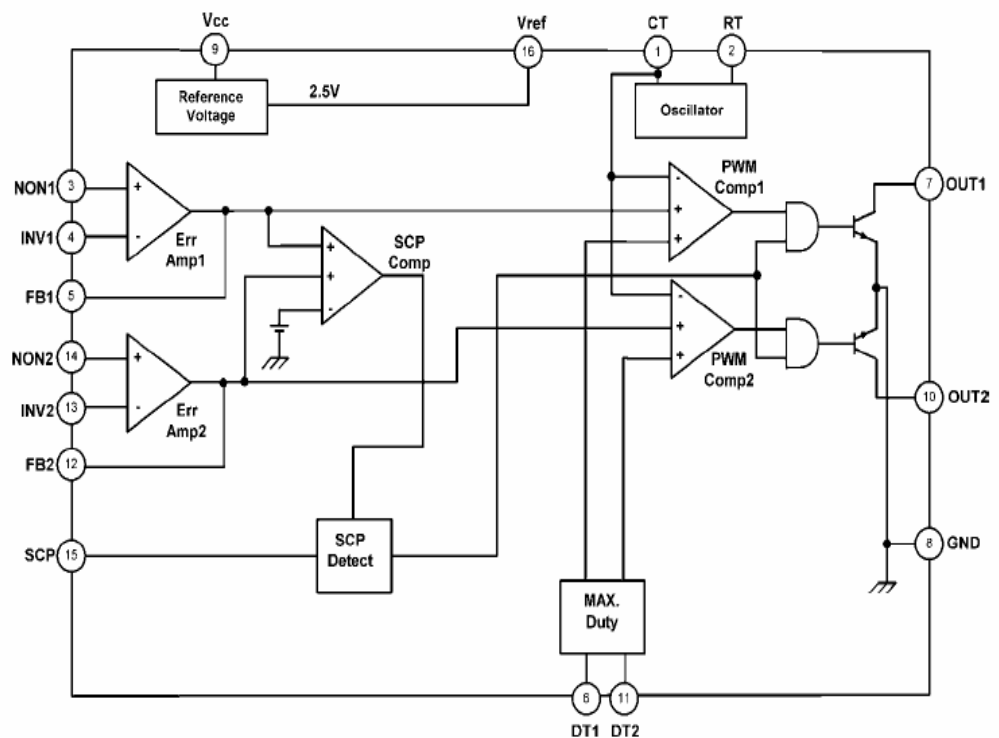 Vcc
Vref
CT
RT
9
16
1
2
Reference
Voltage
2.5V
Oscillator
NON1
3
+
INV1
4
-
Err
Amp1
FB1
5
NON2
14
+
INV2
13
-
Err
Amp2
FB2
12
+
+
-
SCP
Comp
PWM
Comp1
-
+
+
-
+
+
PWM
Comp2
7
OUT1
10
OUT2
8
GND
SCP
15
SCP
Detect
MAX.
Duty
6
11
DT1
DT2